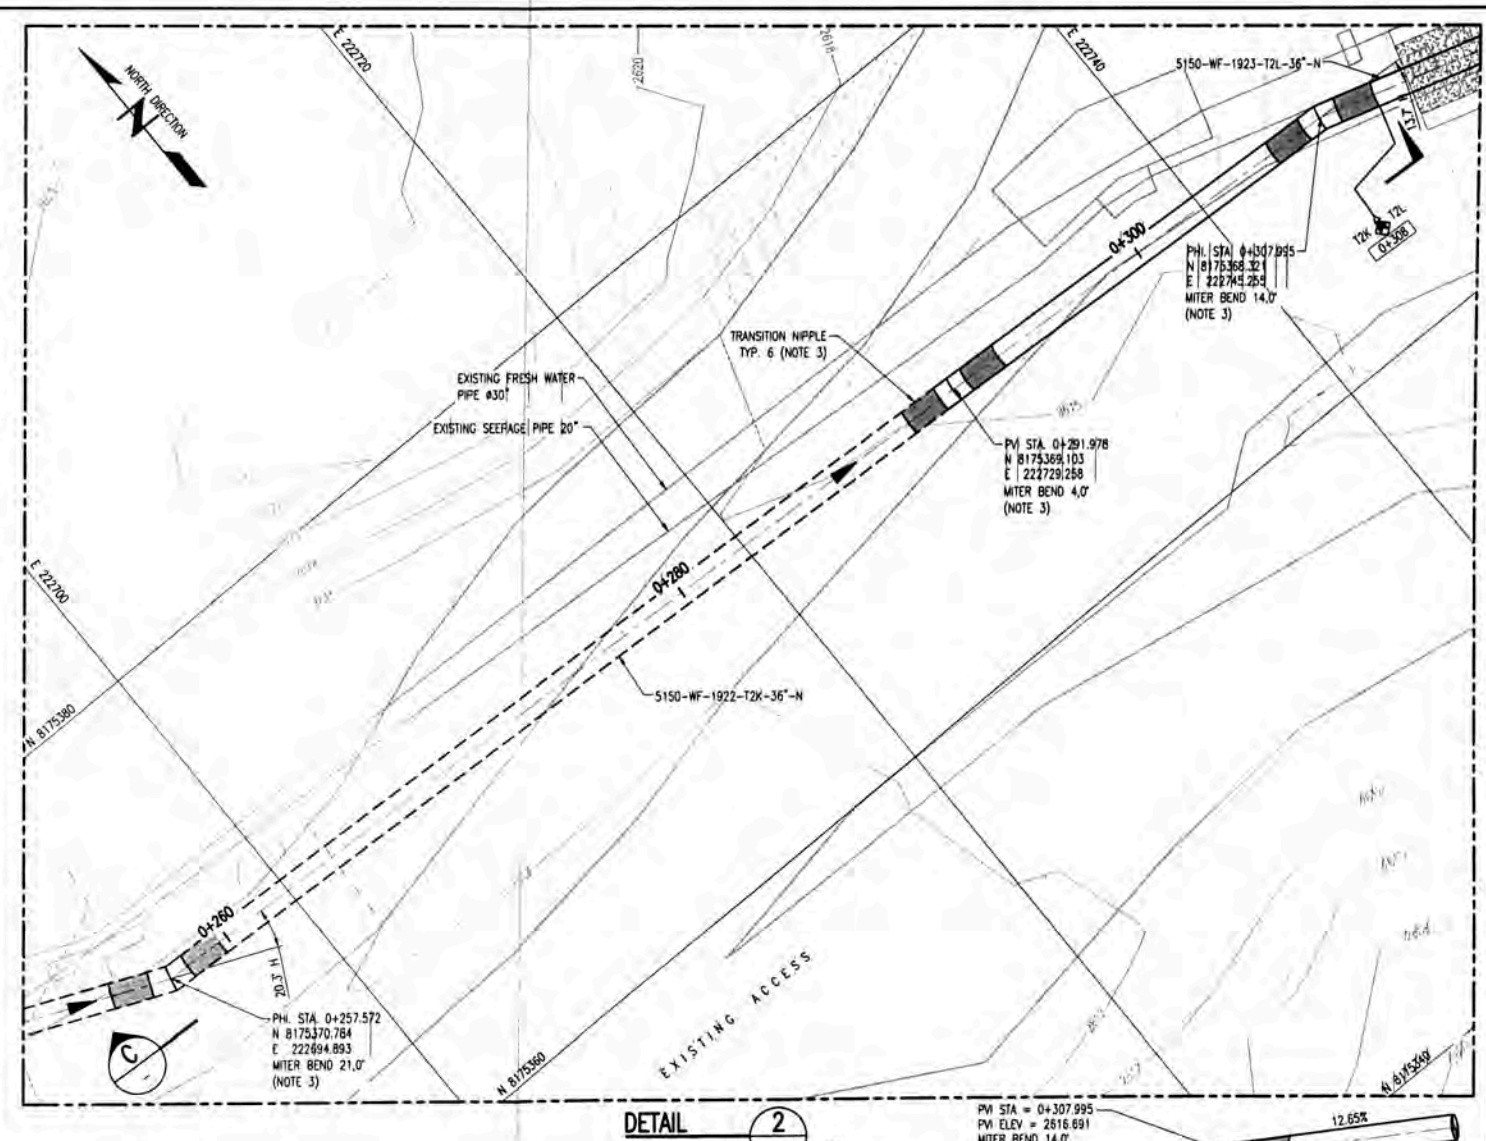 NORTH DIRECTION
N
E 222720
2620
2618
E 222740
5150-WF-1923-T2L-36"-N
13.7° H
T2K T2L
0+308
0+300
PHI. STA. 0+307.995
N 8175368.321
E 222745.255
MITER BEND 14,0°
(NOTE 3)
TRANSITION NIPPLE
TYP. 6 (NOTE 3)
EXISTING FRESH WATER
PIPE ø30"
EXISTING SEEPAGE PIPE 20"
PVI STA. 0+291.978
N 8175369.103
E 222729.258
MITER BEND 4,0°
(NOTE 3)
0+280
E 222700
5150-WF-1922-T2K-36"-N
N 8175380
0+260
20.3° H
PHI. STA. 0+257.572
N 8175370.784
E 222694.893
MITER BEND 21,0°
(NOTE 3)
C
-
N 8175360
EXISTING ACCESS
N 8175340
DETAIL 2
PVI STA = 0+307.995
PVI ELEV = 2616.691
MITER BEND 14,0°
12.65%